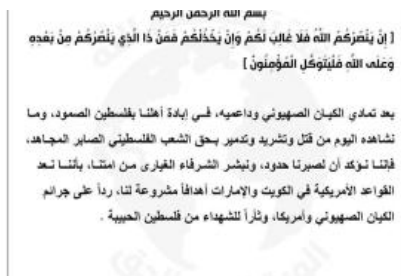 بسم الله الرحمن الرحيم
[ إِنْ يَنْصُرْكُمُ اللَّهُ فَلَا غَالِبَ لَكُمْ وَإِنْ يَخْذُلْكُمْ فَمَنْ ذَا الَّذِي يَنْصُرُكُمْ مِنْ بَعْدِهِ
وَعَلَى اللَّهِ فَلْيَتَوَكَّلِ الْمُؤْمِنُونَ ]
بعد تمادي الكيان الصهيوني وداعميه، في إبادة أهلنا بفلسطين الصمود، وما
نشاهده اليوم من قتل وتشريد وتدمير بحق الشعب الفلسطيني الصابر المجاهد،
فإننا نؤكد أن لصبرنا حدود، ونبشر الشرفاء الغيارى من امتنا، بأننا نعد
القواعد الأمريكية في الكويت والإمارات أهدافاً مشروعة لنا، رداً على جرائم
الكيان الصهيوني وأمريكا، وثأراً للشهداء من فلسطين الحبيبة .